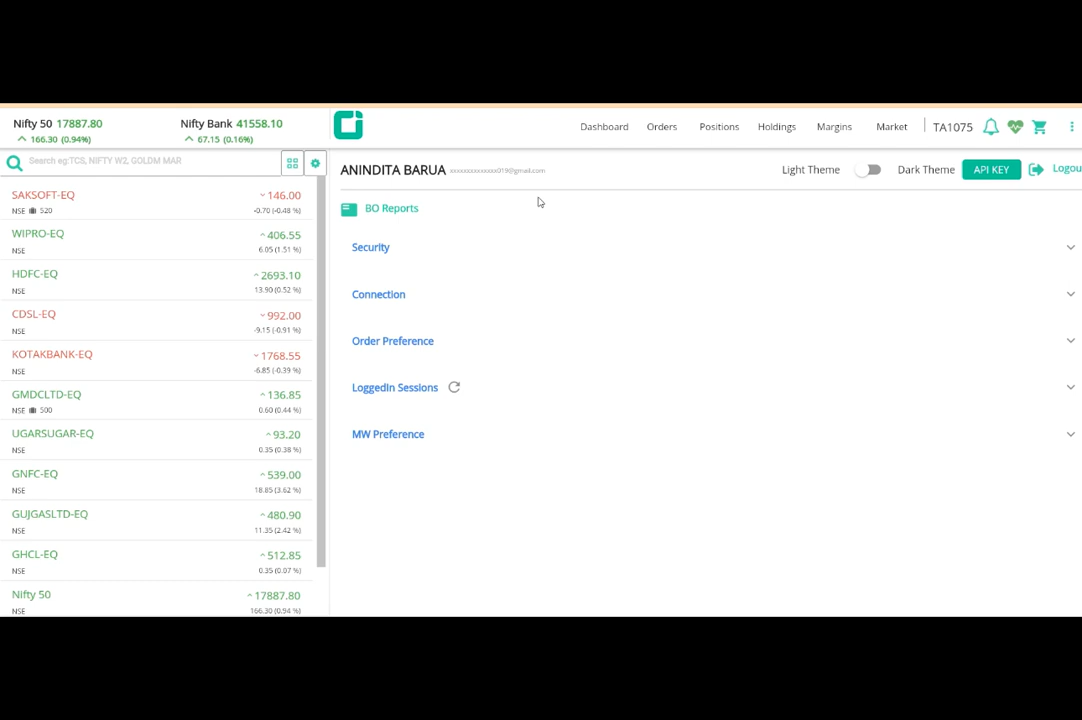 Nifty 50 17887.80
166.30 (0.94%)
Nifty Bank 41558.10
67.15 (0.16%)
Dashboard Orders Positions Holdings Margins Market TA1075
Search eg:TCS, NIFTY W2, GOLDM MAR
ANINDITA BARUA xxxxxxxxxxxxxx019@gmail.com Light Theme Dark Theme API KEY Logou
SAKSOFT-EQ 146.00
NSE 520 -0.70 (-0.48 %)
WIPRO-EQ 406.55
NSE 6.05 (1.51 %)
HDFC-EQ 2693.10
NSE 13.90 (0.52 %)
CDSL-EQ 992.00
NSE -9.15 (-0.91 %)
KOTAKBANK-EQ 1768.55
NSE -6.85 (-0.39 %)
GMDCLTD-EQ 136.85
NSE 500 0.60 (0.44 %)
UGARSUGAR-EQ 93.20
NSE 0.35 (0.38 %)
GNFC-EQ 539.00
NSE 18.85 (3.62 %)
GUJGASLTD-EQ 480.90
NSE 11.35 (2.42 %)
GHCL-EQ 512.85
NSE 0.35 (0.07 %)
Nifty 50 17887.80
NSE 166.30 (0.94 %)
BO Reports
Security
Connection
Order Preference
LoggedIn Sessions
MW Preference